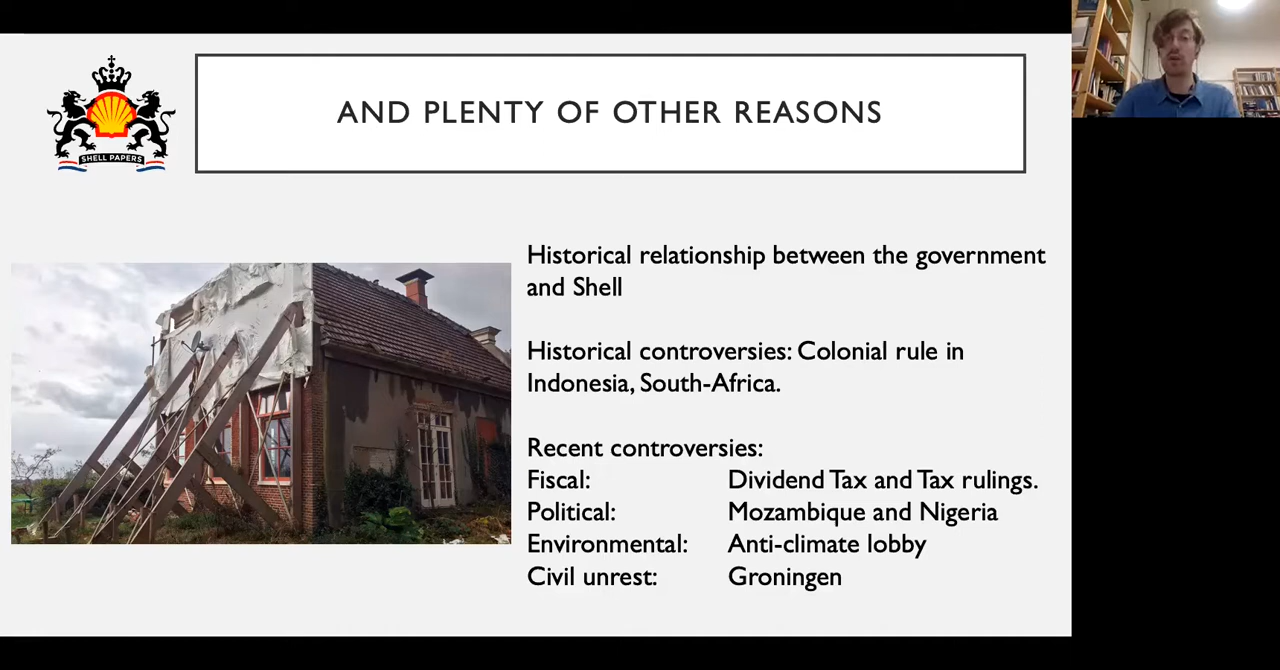 SHELL PAPERS
AND PLENTY OF OTHER REASONS
Historical relationship between the government
and Shell
Historical controversies: Colonial rule in
Indonesia, South-Africa.
Recent controversies:
Fiscal: Dividend Tax and Tax rulings.
Political: Mozambique and Nigeria
Environmental: Anti-climate lobby
Civil unrest: Groningen